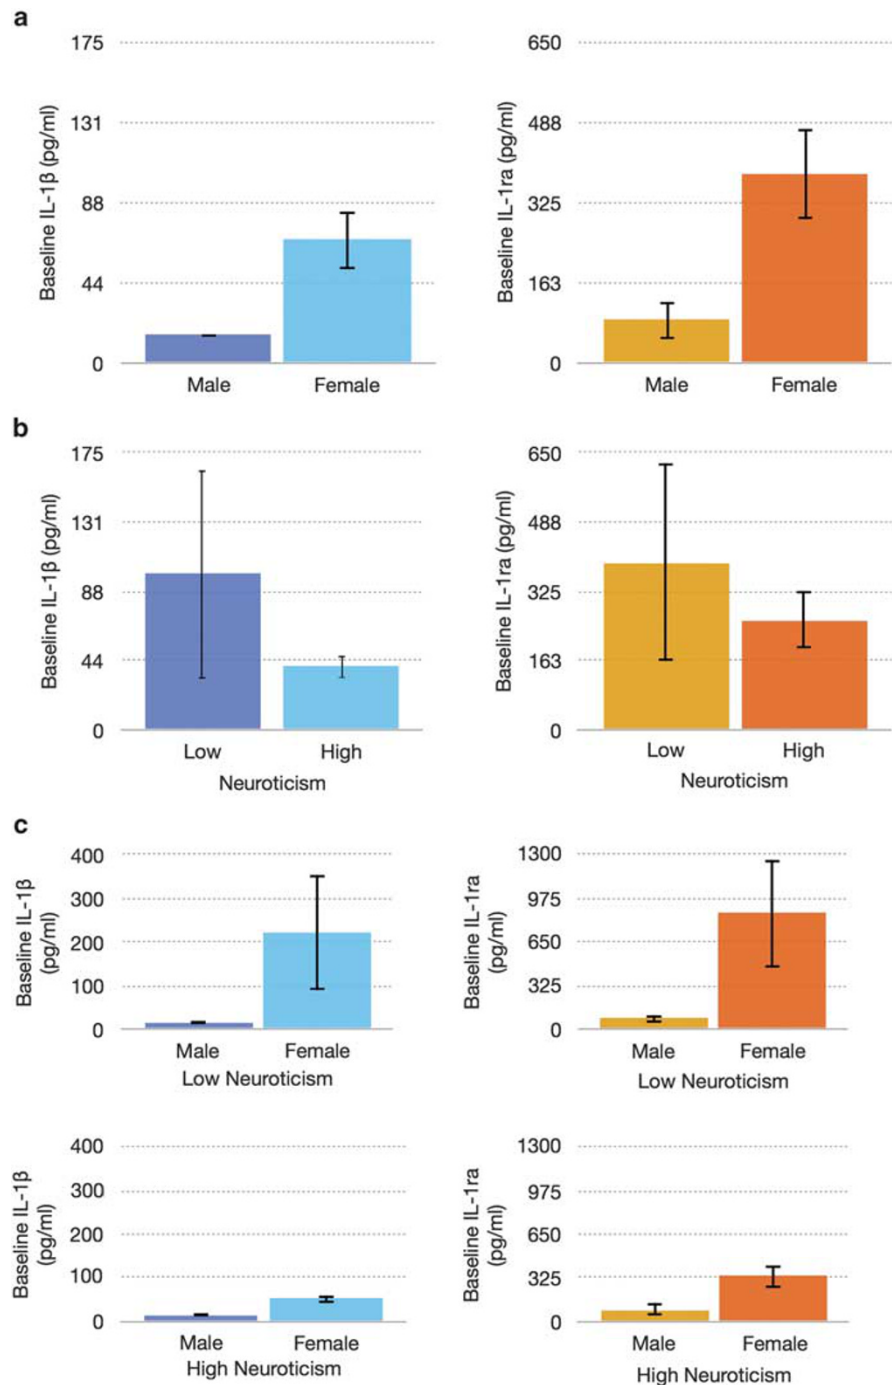 a
175
131
88
44
0
Baseline IL-1β (pg/ml)
Male Female
650
488
325
163
0
Baseline IL-1ra (pg/ml)
Male Female
b
175
131
88
44
0
Baseline IL-1β (pg/ml)
Low High
Neuroticism
650
488
325
163
0
Baseline IL-1ra (pg/ml)
Low High
Neuroticism
c
400
300
200
100
0
Baseline IL-1β
(pg/ml)
Male Female
Low Neuroticism
1300
975
650
325
0
Baseline IL-1ra
(pg/ml)
Male Female
Low Neuroticism
400
300
200
100
0
Baseline IL-1β
(pg/ml)
Male Female
High Neuroticism
1300
975
650
325
0
Baseline IL-1ra
(pg/ml)
Male Female
High Neuroticism